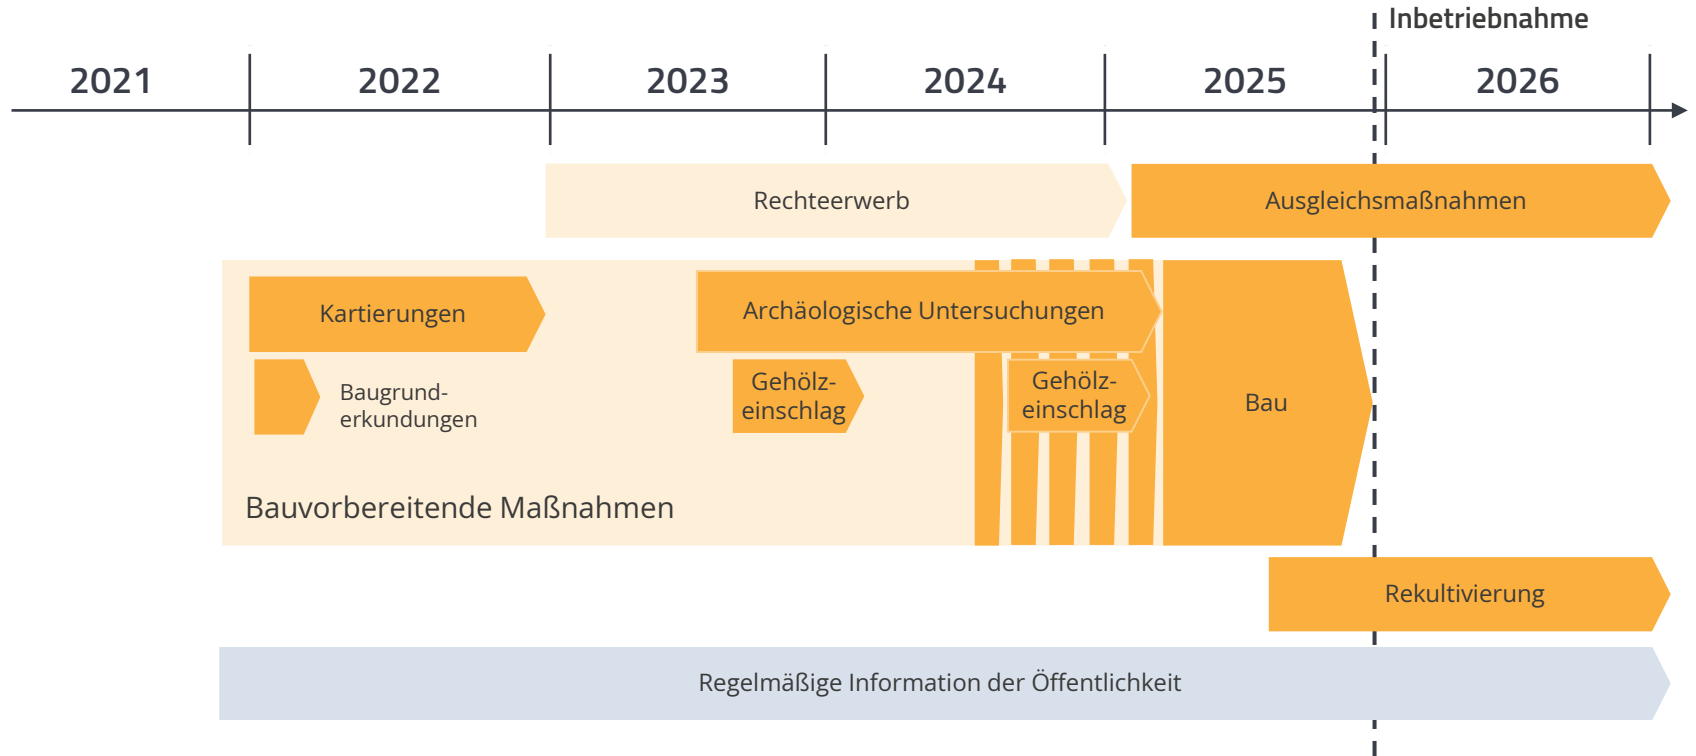 Inbetriebnahme
2021 2022 2023 2024 2025 2026
Rechteerwerb
Ausgleichsmaßnahmen
Kartierungen
Archäologische Untersuchungen
Baugrund-
erkundungen
Gehölz-
einschlag
Gehölz-
einschlag
Bau
Bauvorbereitende Maßnahmen
Rekultivierung
Regelmäßige Information der Öffentlichkeit